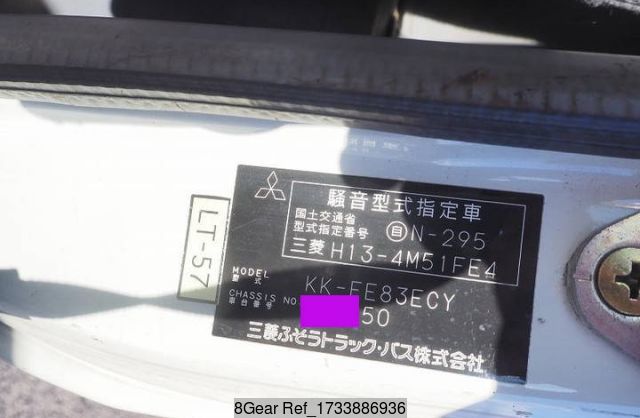 騒音型式指定車
国土交通省
型式指定番号 自 N-295
三菱 H13-4M51FE4
LT-57
MODEL
型式
KK-FE83ECY
CHASSIS NO
車台番号
50
三菱ふそうトラック・バス株式会社
8Gear Ref_1733886936